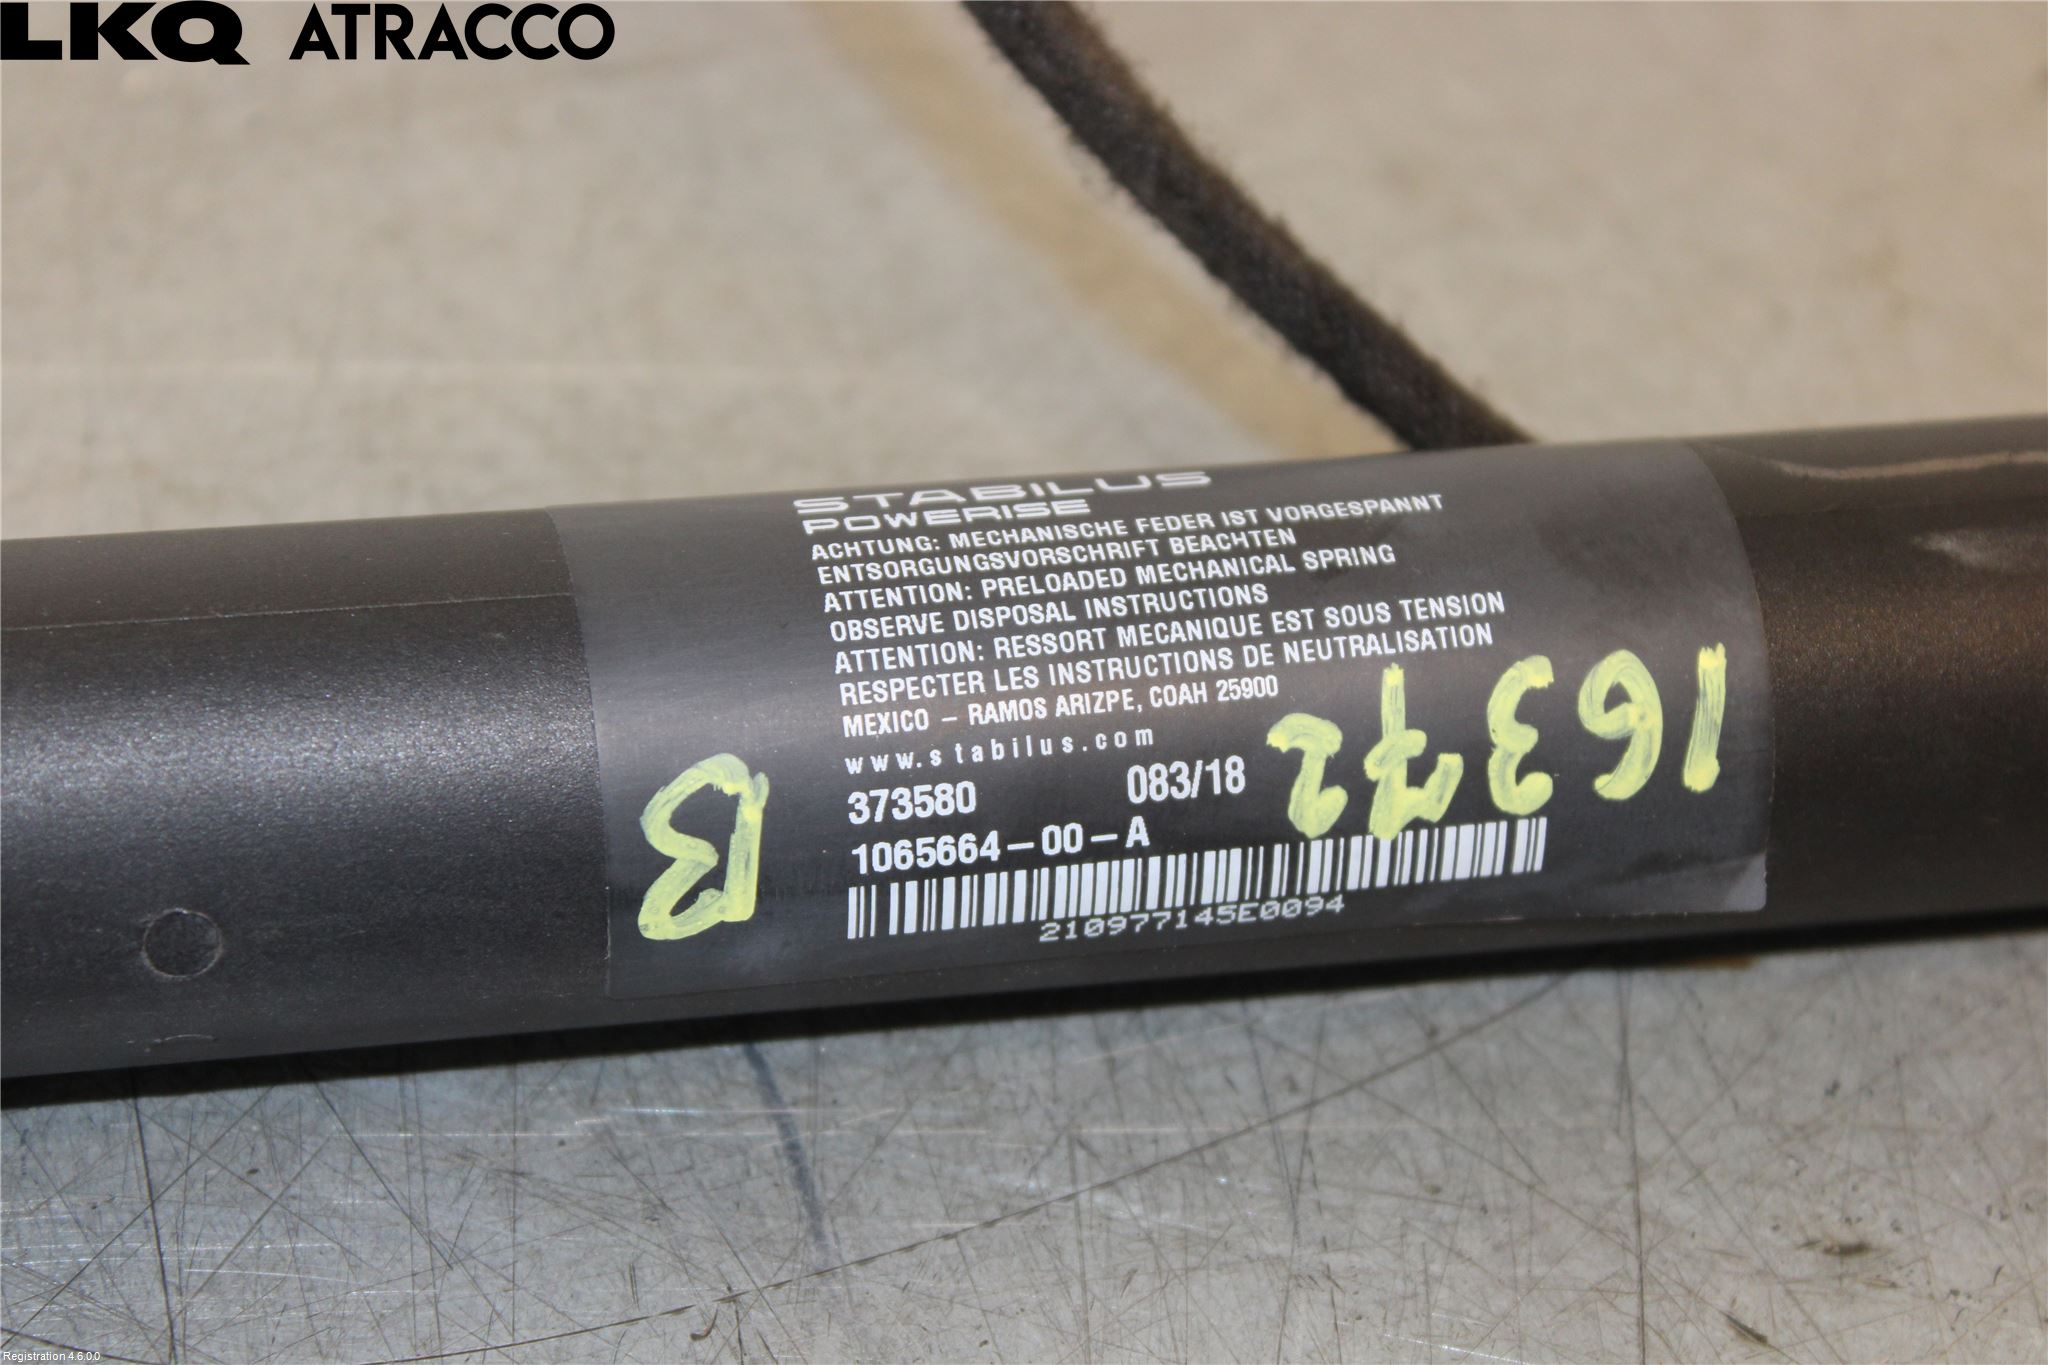 LKQ ATRACCO
STABILUS
POWERISE
ACHTUNG: MECHANISCHE FEDER IST VORGESPANNT
ENTSORGUNGSVORSCHRIFT BEACHTEN
ATTENTION: PRELOADED MECHANICAL SPRING
OBSERVE DISPOSAL INSTRUCTIONS
ATTENTION: RESSORT MECANIQUE EST SOUS TENSION
RESPECTER LES INSTRUCTIONS DE NEUTRALISATION
MEXICO – RAMOS ARIZPE, COAH 25900
www.stabilus.com
373580 083/18
1065664-00-A
210977145E0094
16372
B
Registration 4.6.0.0